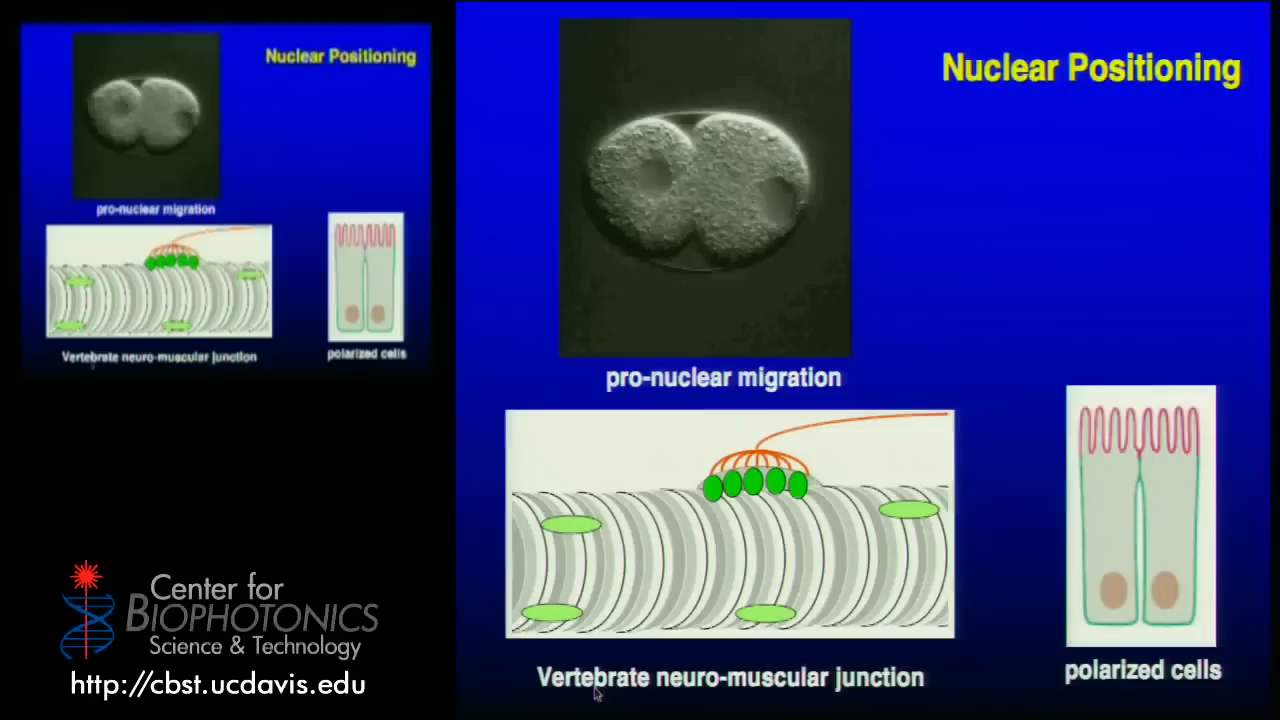 Nuclear Positioning
pro-nuclear migration
Vertebrate neuro-muscular junction
polarized cells
Nuclear Positioning
pro-nuclear migration
Vertebrate neuro-muscular junction
polarized cells
Center for
BIOPHOTONICS
Science & Technology
http://cbst.ucdavis.edu